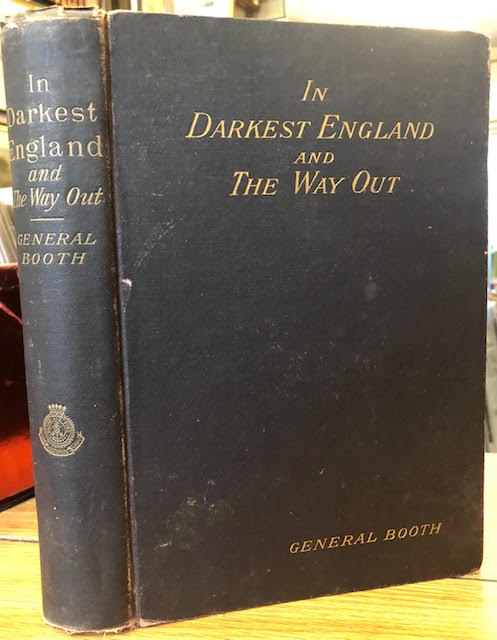 In
Darkest
England
and
The Way Out
GENERAL
BOOTH
IN
DARKEST ENGLAND
AND
THE WAY OUT
GENERAL BOOTH